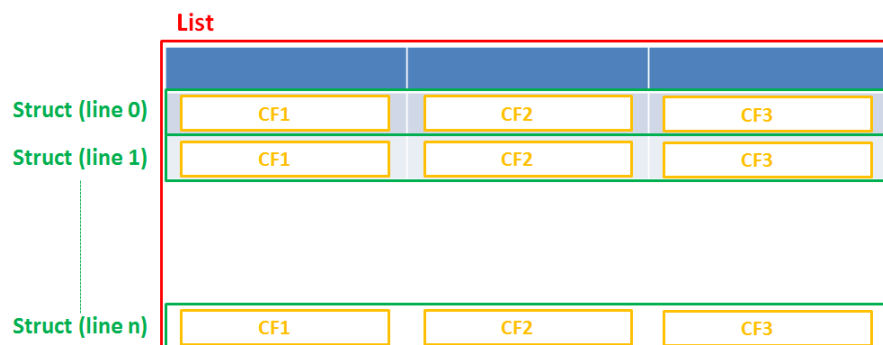 List
Struct (line 0) CF1 CF2 CF3
Struct (line 1) CF1 CF2 CF3
Struct (line n) CF1 CF2 CF3